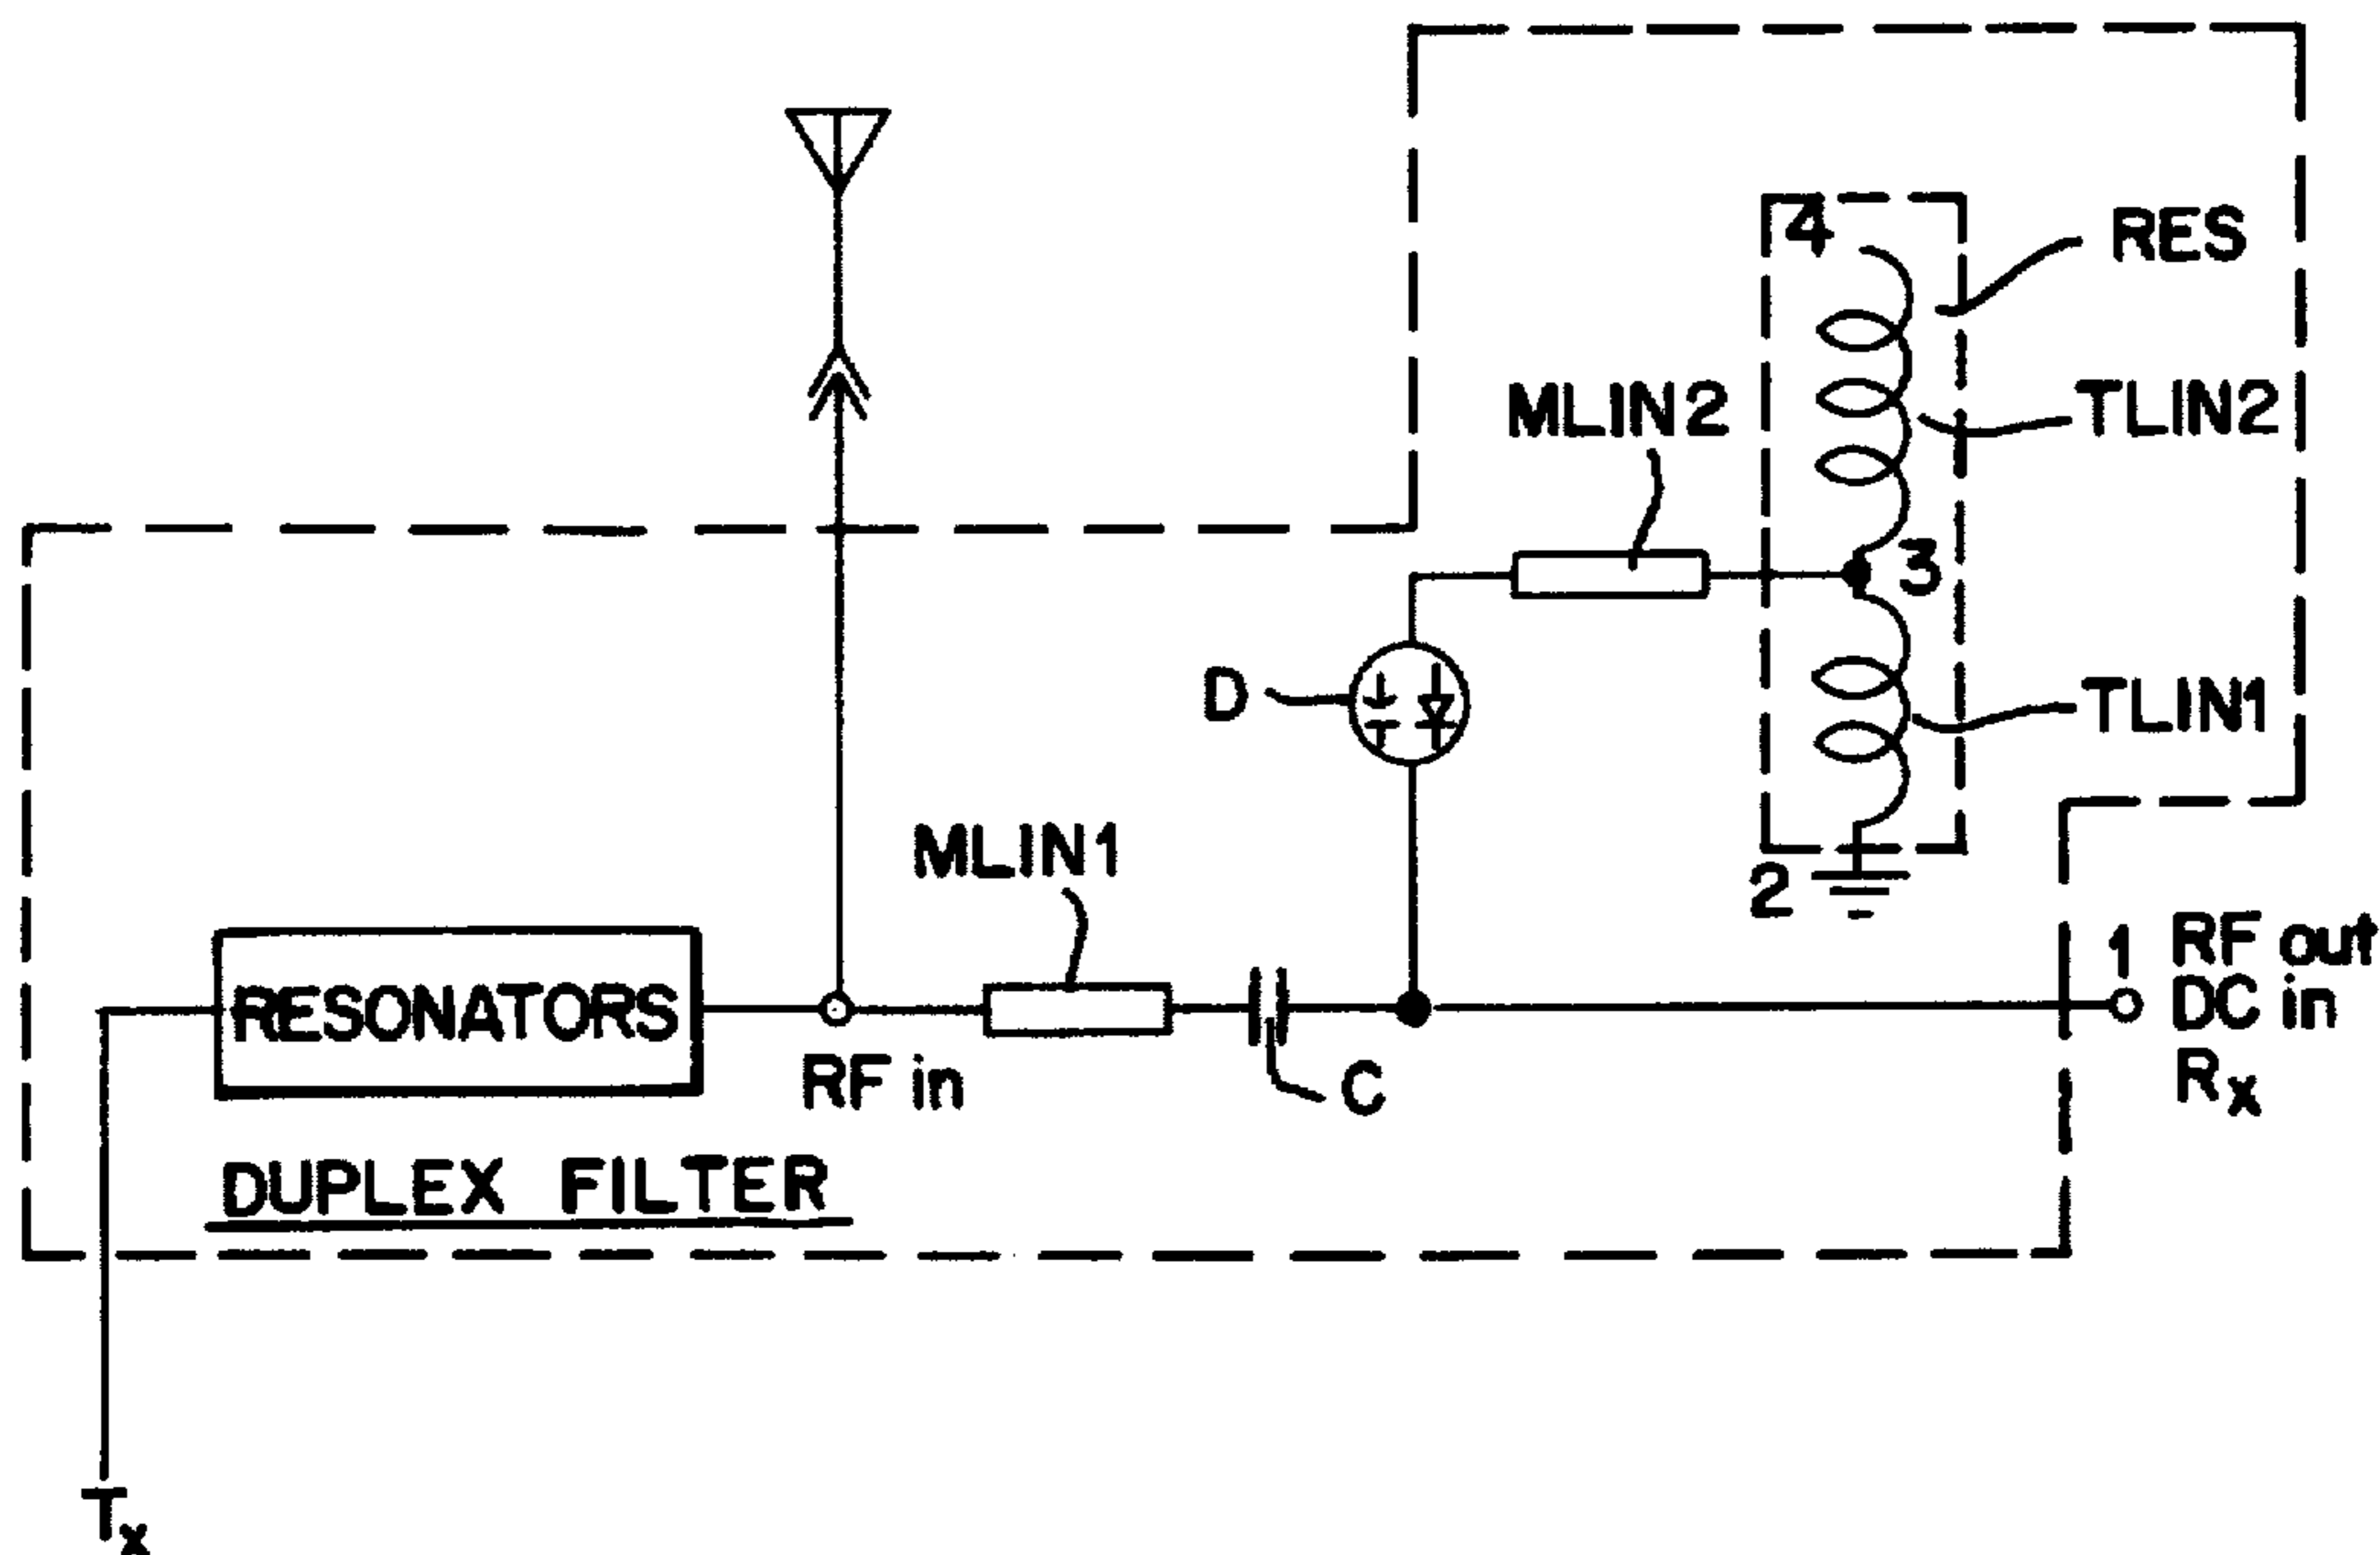 4
RES
MLIN2
TLIN2
3
D
TLIN1
MLIN1
2
1
RF out
DC in
Rx
RESONATORS
RF in
C
DUPLEX FILTER
Tx